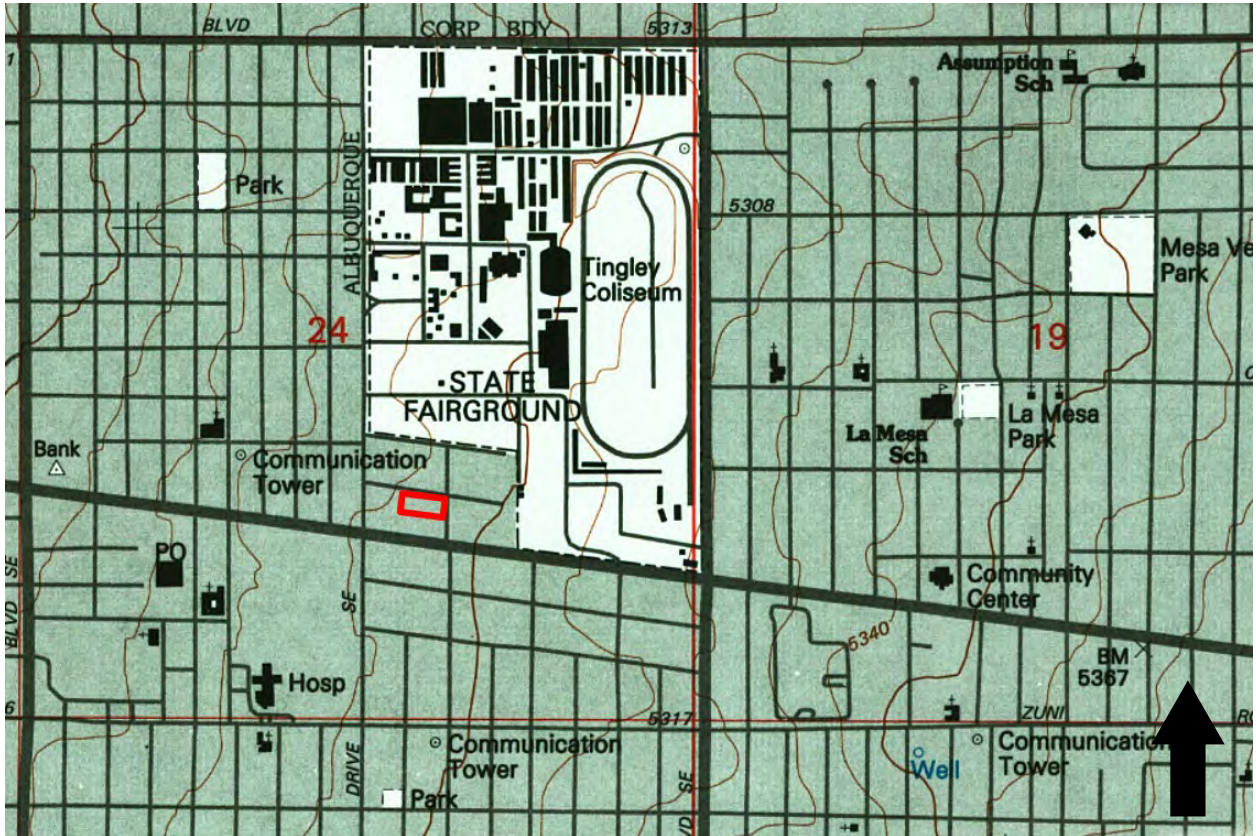 BLVD
CORP BDY
5313
1
Assumption
Sch
ALBUQUERQUE
Park
5308
Mesa Ve
Park
Tingley
Coliseum
24
19
STATE
FAIRGROUND
La Mesa
Park
La Mesa
Sch
Bank
Communication
Tower
PO
SE
BLVD
SE
Community
Center
5340
BM
5367
Hosp
6
5317
ZUNI
Communication
Tower
Communication
Tower
Well
DRIVE
SE
Park